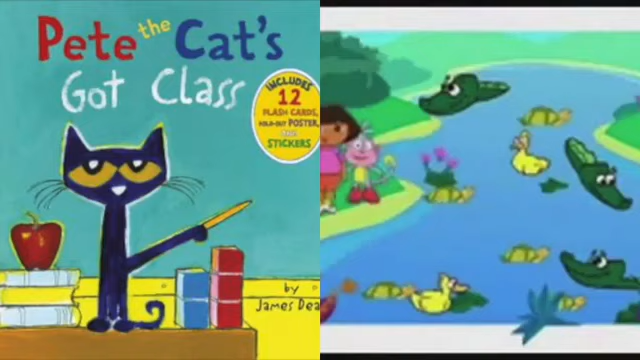 Pete the Cat's
Got Class
INCLUDES
12
FLASH CARDS,
FOLD-OUT POSTER,
AND
STICKERS
by
James Dea